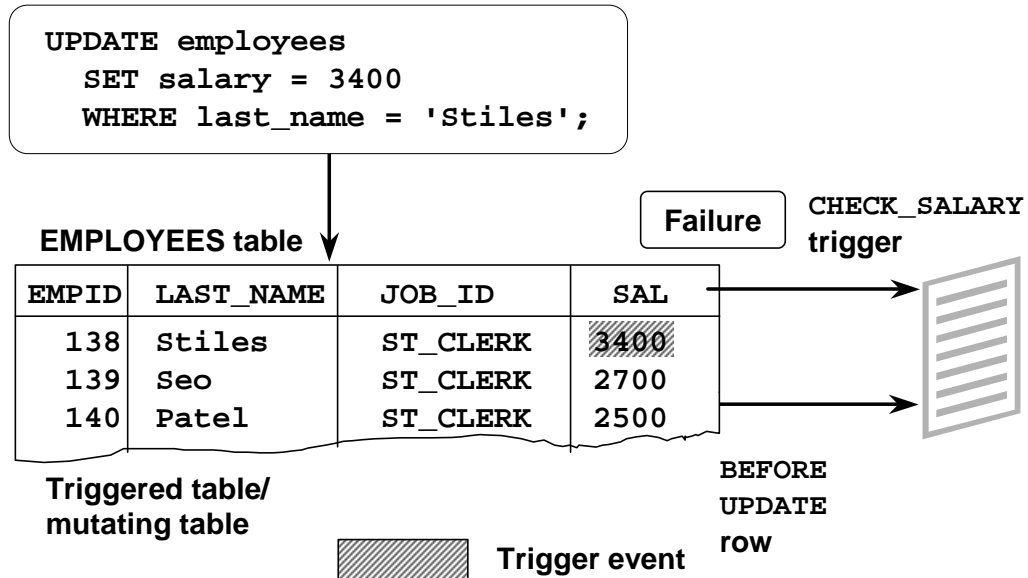 UPDATE employees
SET salary = 3400
WHERE last_name = 'Stiles';
Failure
CHECK_SALARY
trigger
EMPLOYEES table
EMPID LAST_NAME JOB_ID SAL
138 Stiles ST_CLERK 3400
139 Seo ST_CLERK 2700
140 Patel ST_CLERK 2500
Triggered table/
mutating table
BEFORE
UPDATE
row
Trigger event